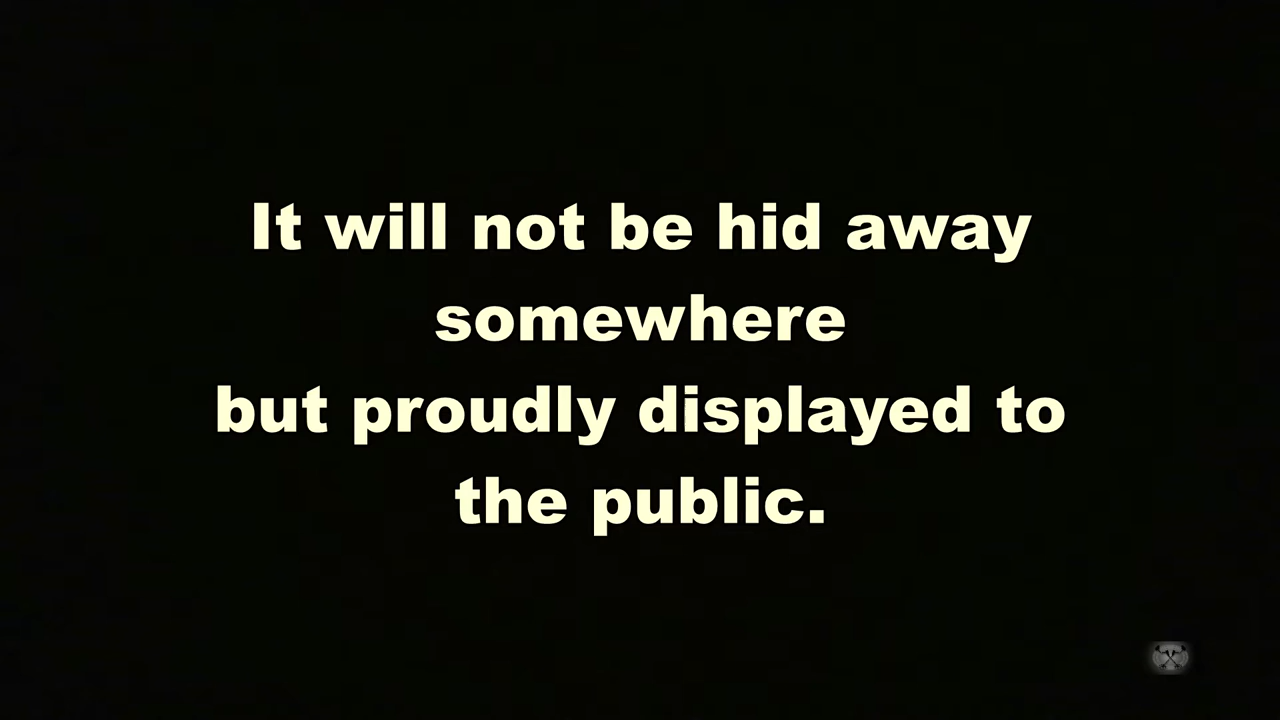 It will not be hid away
somewhere
but proudly displayed to
the public.